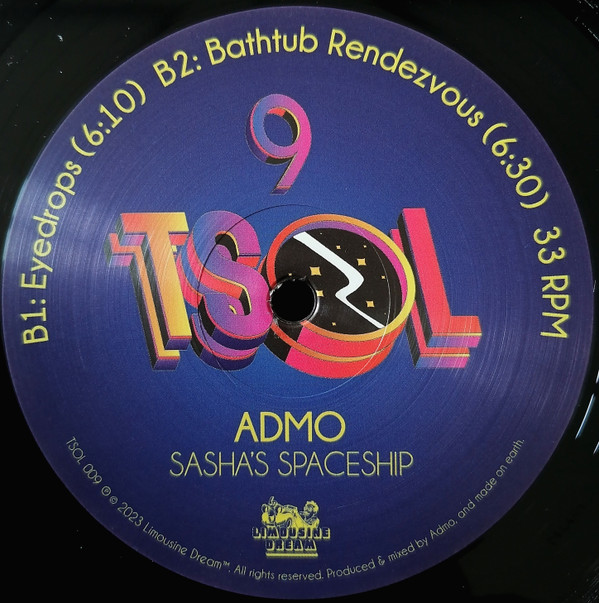 B1: Eyedrops (6:10) B2: Bathtub Rendezvous (6:30) 33 RPM
9
TSOL
ADMO
SASHA'S SPACESHIP
LIMOUSINE
DREAM
TSOL 009 ℗ © 2023 Limousine Dream™. All rights reserved. Produced & mixed by Admo, and made on earth.